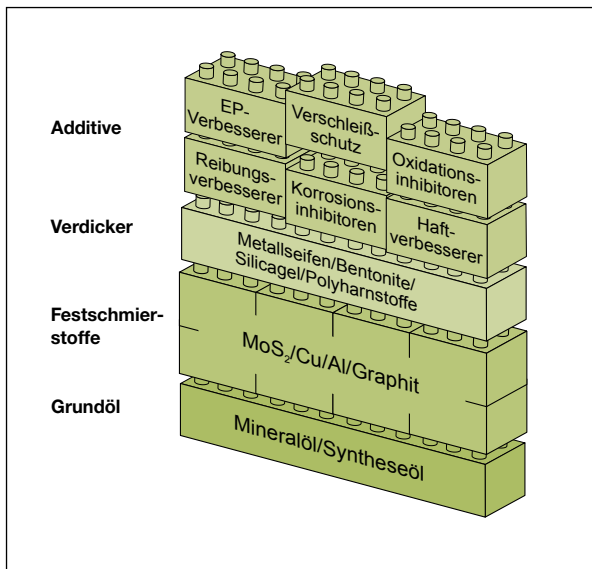 Additive
EP-
Verbesserer
Verschleiß-
schutz
Oxidations-
inhibitoren
Reibungs-
verbesserer
Korrosions-
inhibitoren
Haft-
verbesserer
Verdicker
Metallseifen/Bentonite/
Silicagel/Polyharnstoffe
Festschmier-
stoffe
MoS₂/Cu/Al/Graphit
Grundöl
Mineralöl/Syntheseöl